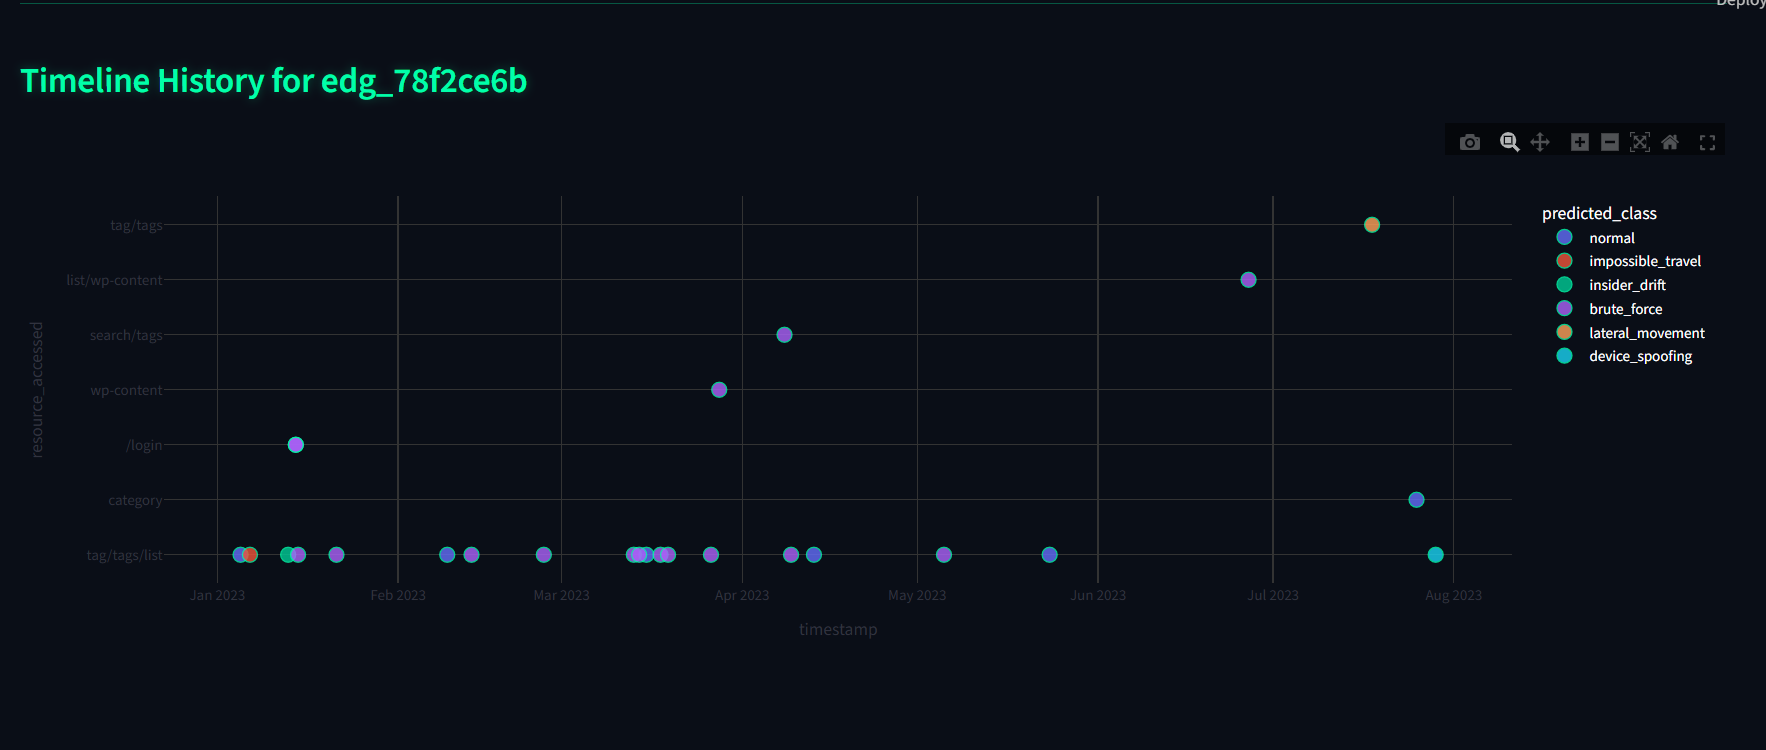 Deploy
Timeline History for edg_78f2ce6b
predicted_class
normal
impossible_travel
insider_drift
brute_force
lateral_movement
device_spoofing
resource_accessed
tag/tags
list/wp-content
search/tags
wp-content
/login
category
tag/tags/list
Jan 2023 Feb 2023 Mar 2023 Apr 2023 May 2023 Jun 2023 Jul 2023 Aug 2023
timestamp